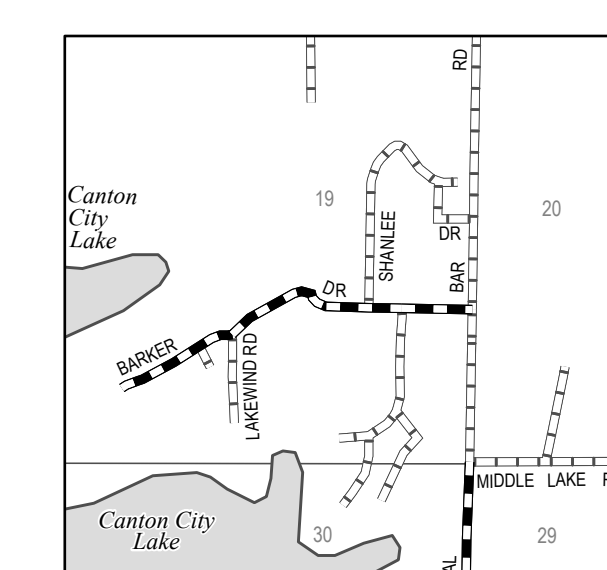 RD
Canton
City
Lake
19
20
SHANLEE
DR
BAR
DR
BARKER
LAKEWIND RD
MIDDLE LAKE
Canton City
Lake
30
29
AL